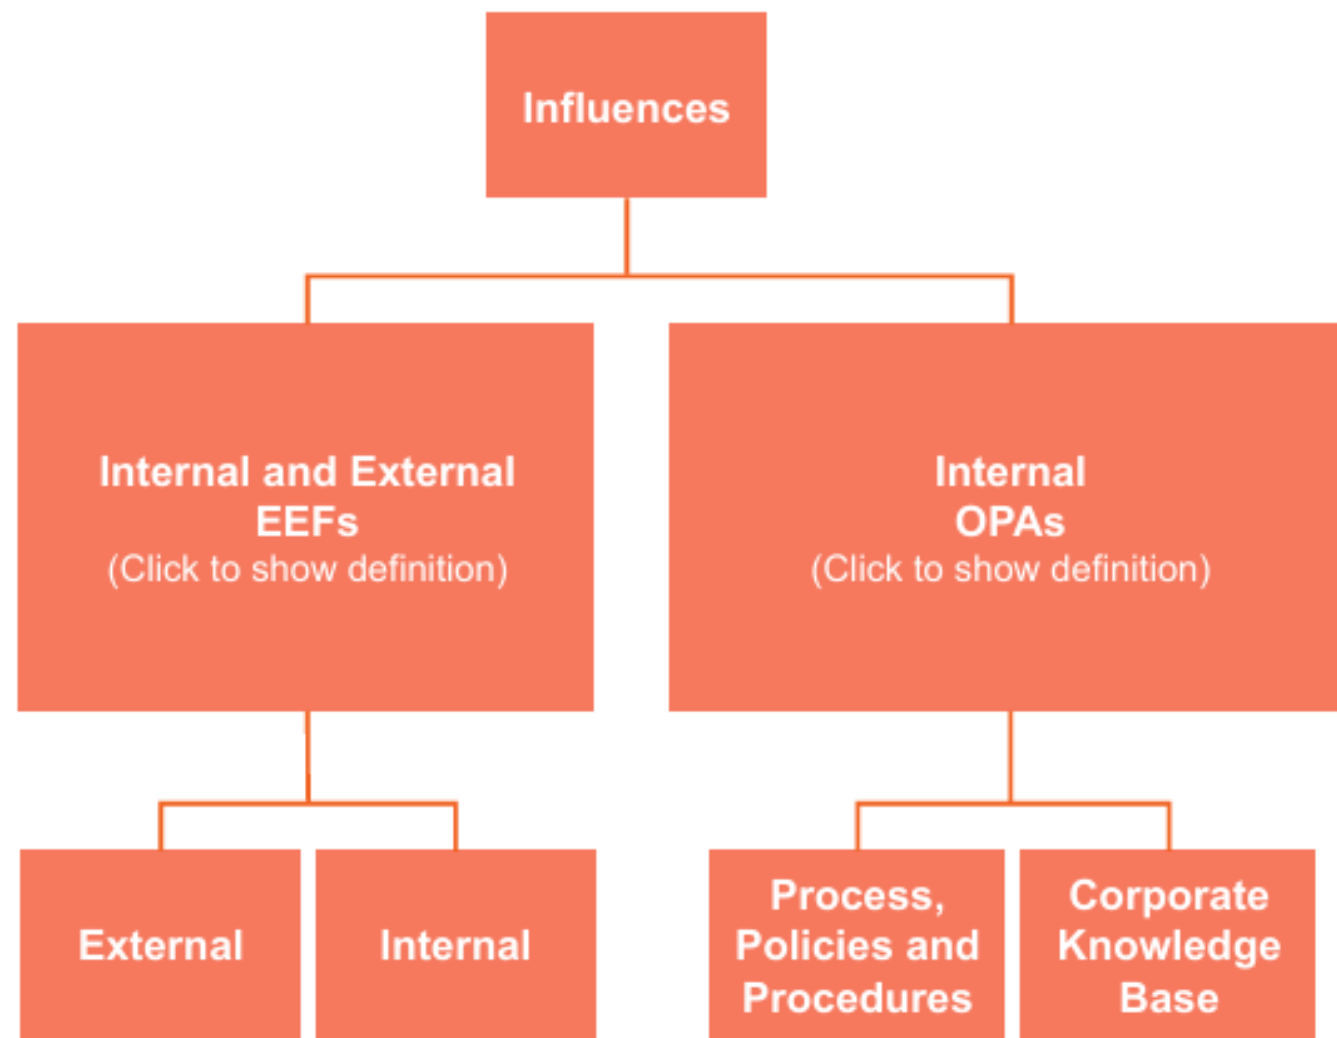 Influences
Internal and External
EEFs
(Click to show definition)
Internal
OPAs
(Click to show definition)
External
Internal
Process,
Policies and
Procedures
Corporate
Knowledge
Base